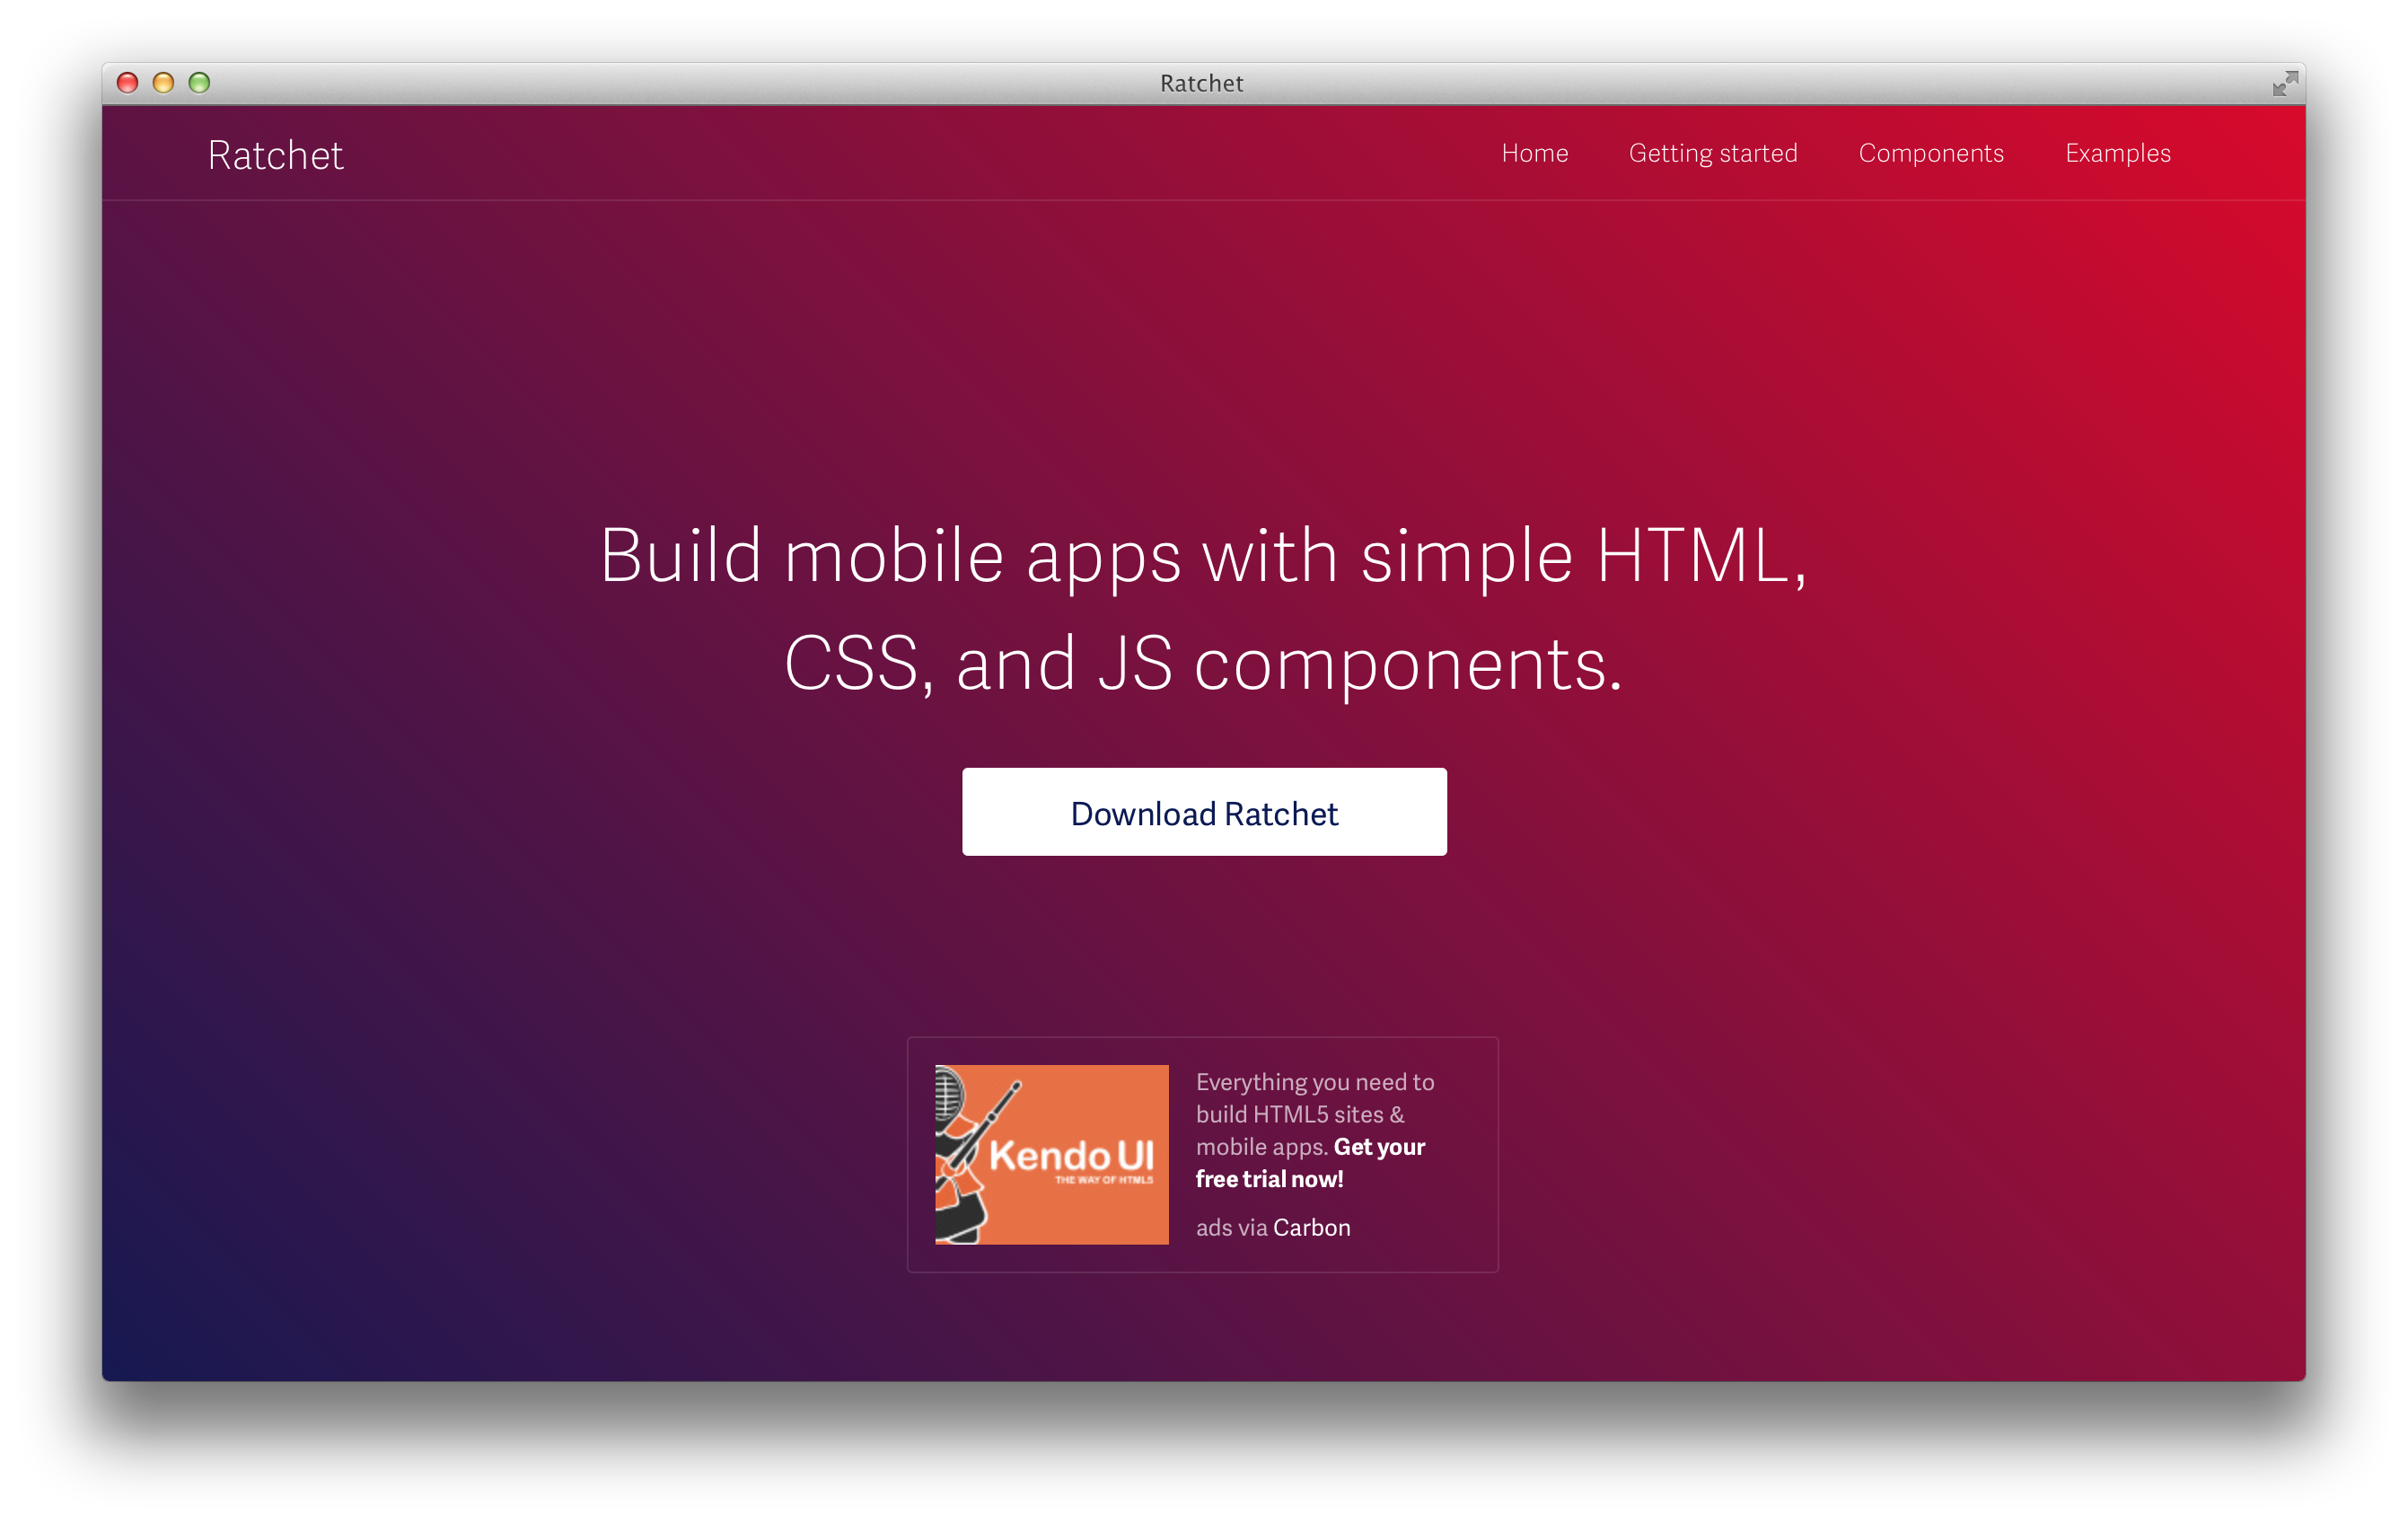 Ratchet
Ratchet
Home Getting started Components Examples
Build mobile apps with simple HTML,
CSS, and JS components.
Download Ratchet
Kendo UI
THE WAY OF HTML5
Everything you need to
build HTML5 sites &
mobile apps. Get your
free trial now!
ads via Carbon